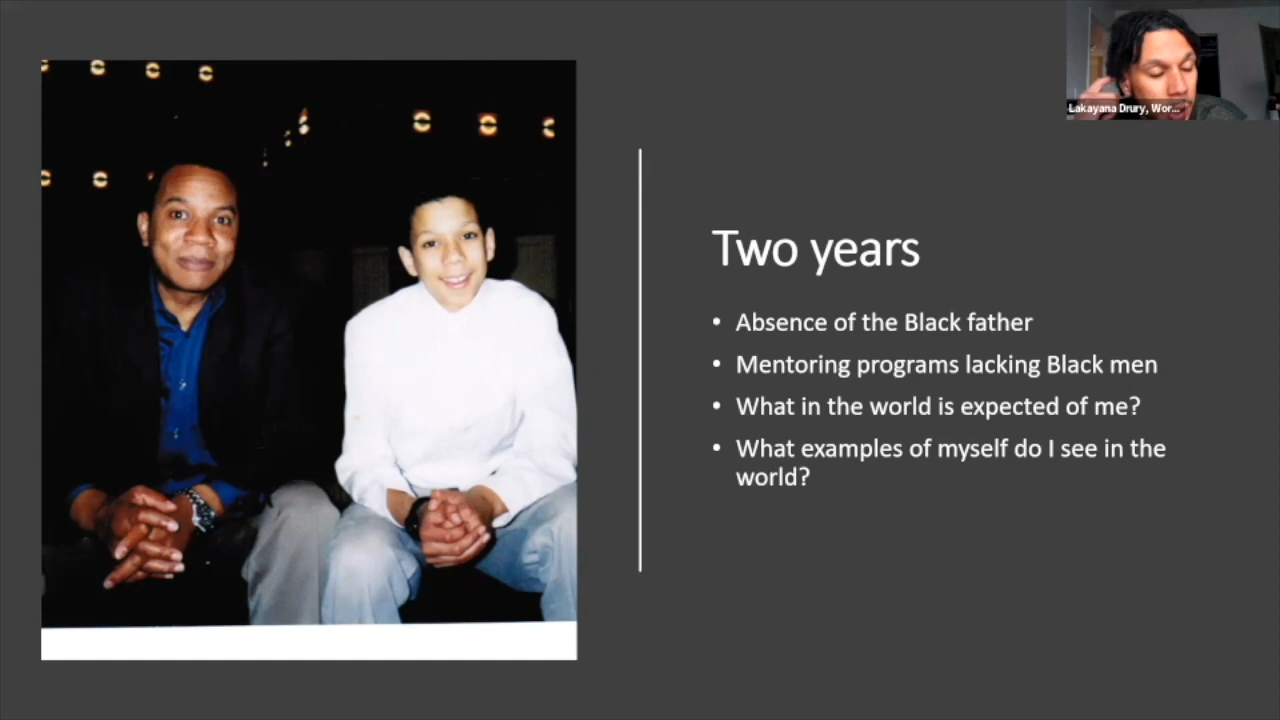 Lakayana Drury, Wor...
Two years
• Absence of the Black father
• Mentoring programs lacking Black men
• What in the world is expected of me?
• What examples of myself do I see in the
world?